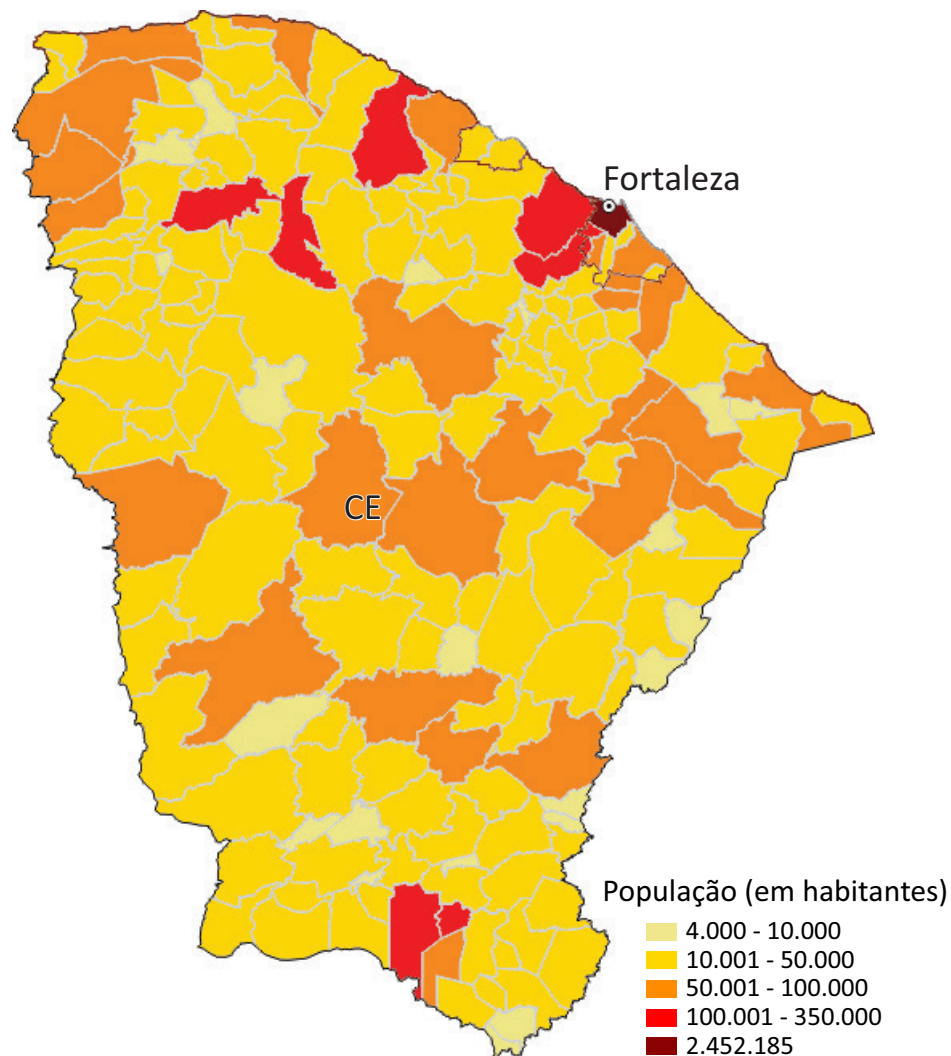 Fortaleza
CE
População (em habitantes)
4.000 - 10.000
10.001 - 50.000
50.001 - 100.000
100.001 - 350.000
2.452.185